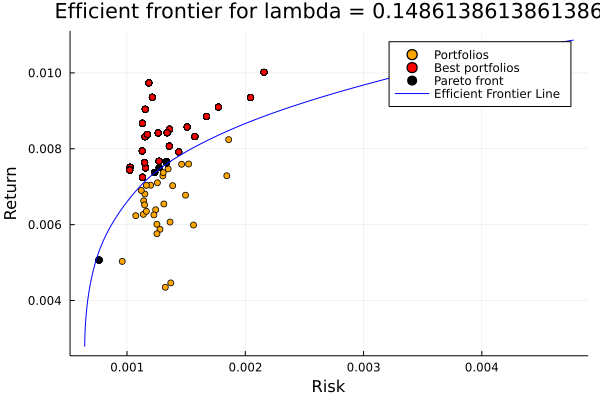 Efficient frontier for lambda = 0.1486138613861386
Portfolios
Best portfolios
Pareto front
Efficient Frontier Line
0.010
0.008
0.006
0.004
Return
0.001
0.002
0.003
0.004
Risk